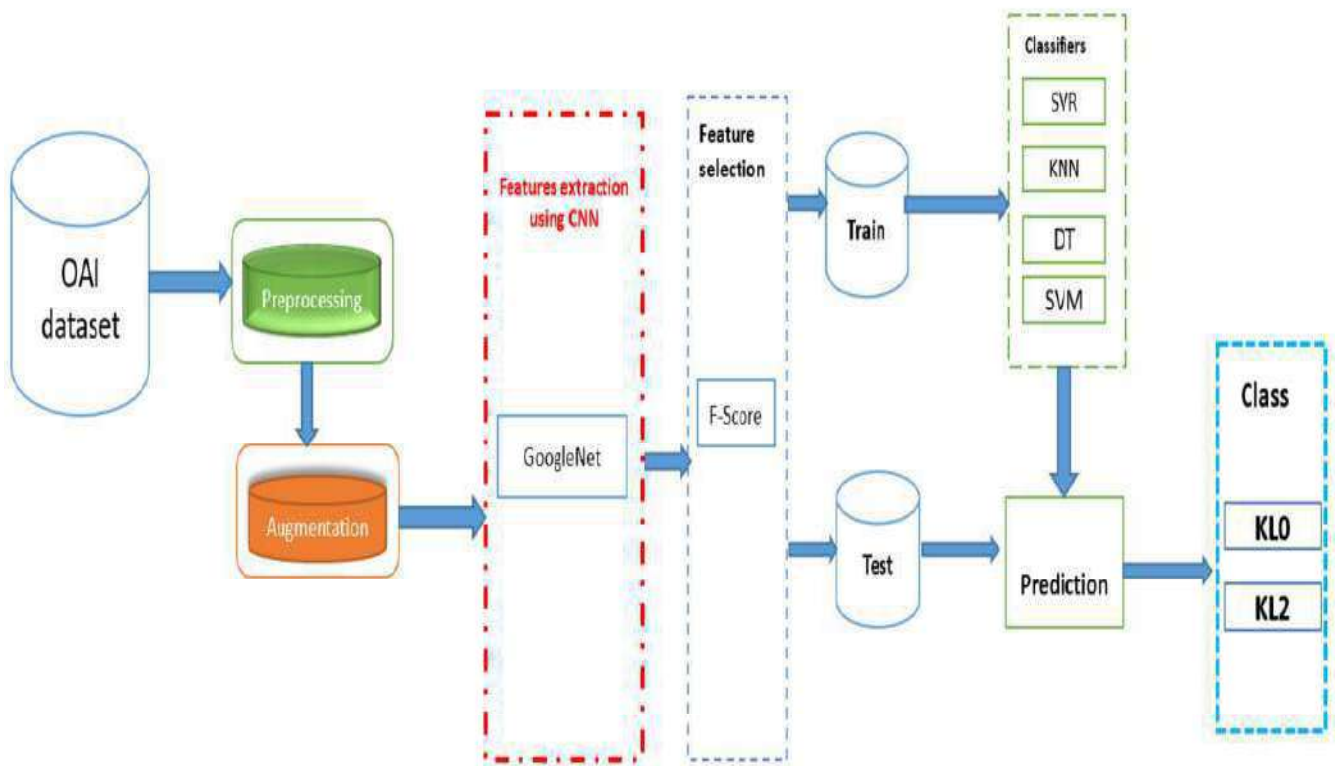 OAI
dataset
Preprocessing
Augmentation
Features extraction
using CNN
GoogleNet
Feature
selection
F-Score
Train
Test
Classifiers
SVR
KNN
DT
SVM
Prediction
Class
KL0
KL2